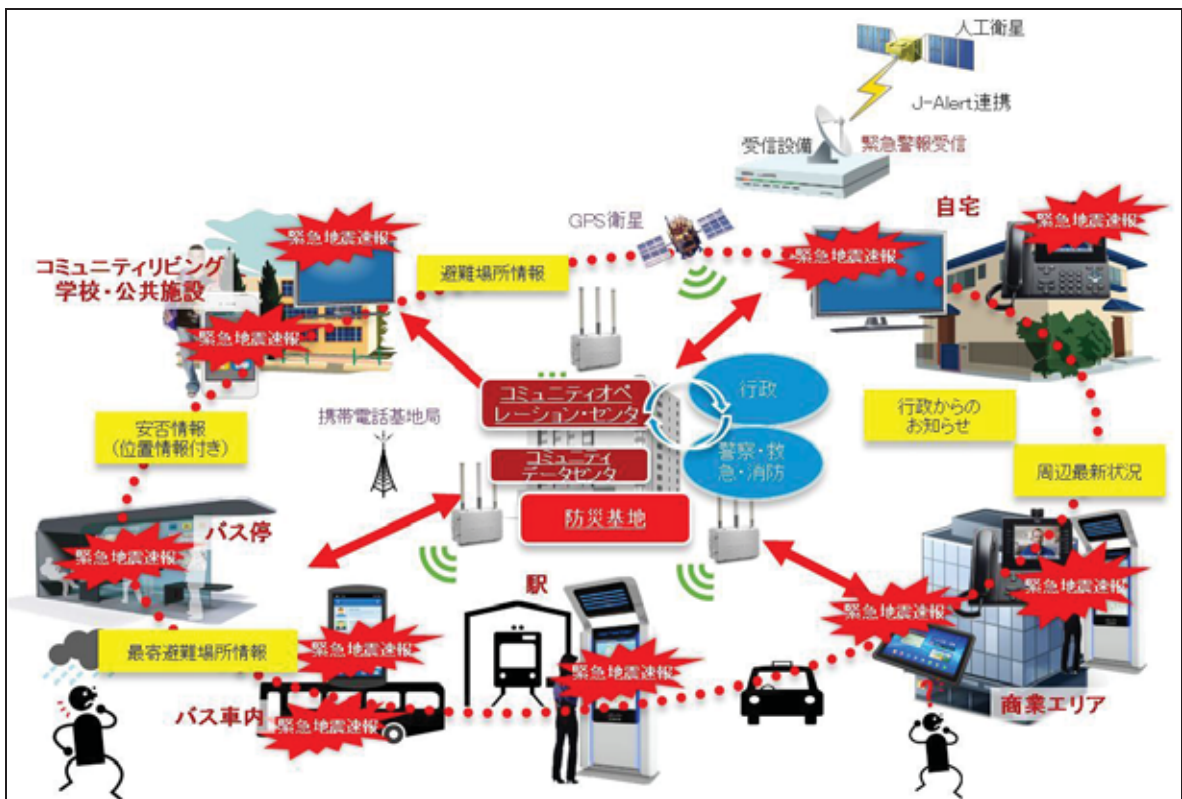 人工衛星
J-Alert連携
受信設備
緊急警報受信
自宅
GPS衛星
緊急地震速報
緊急地震速報
緊急地震速報
コミュニティリビング
学校・公共施設
避難場所情報
緊急地震速報
コミュニティオペ
レーション・センタ
行政
行政からの
お知らせ
携帯電話基地局
安否情報
(位置情報付き)
コミュニティ
データセンタ
警察・救
急・消防
周辺最新状況
防災基地
バス停
緊急地震速報
駅
緊急地震速報
緊急地震速報
最寄避難場所情報
緊急地震速報
緊急地震速報
バス車内
緊急地震速報
商業エリア